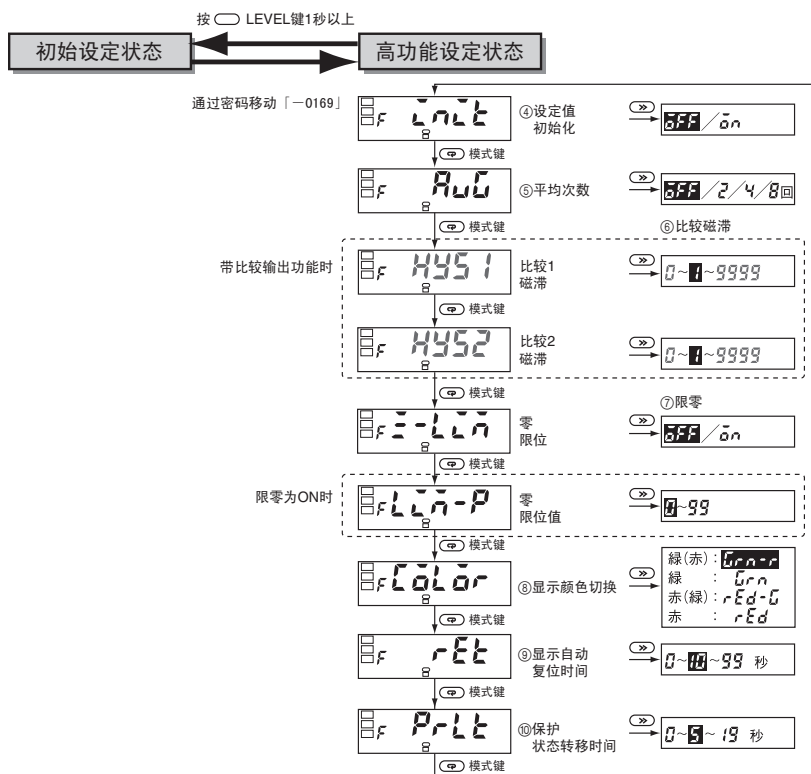 按 LEVEL键1秒以上
初始设定状态
高功能设定状态
通过密码移动「-0169」
F init
④设定值
初始化
oFF/on
模式键
F AvG
⑤平均次数
oFF/2/4/8回
模式键
⑥比较磁滞
带比较输出功能时
F HYS1
比较1
磁滞
0~1~9999
模式键
F HYS2
比较2
磁滞
0~1~9999
模式键
⑦限零
F Z-Lim
零
限位
oFF/on
模式键
限零为ON时
F Lim-P
零
限位值
0~99
模式键
F CoLor
⑧显示颜色切换
緑(赤):Grn-r
緑 : Grn
赤(緑):rEd-G
赤 : rEd
模式键
F rEt
⑨显示自动
复位时间
0~10~99 秒
模式键
F PrLt
⑩保护
状态转移时间
0~5~19 秒
模式键